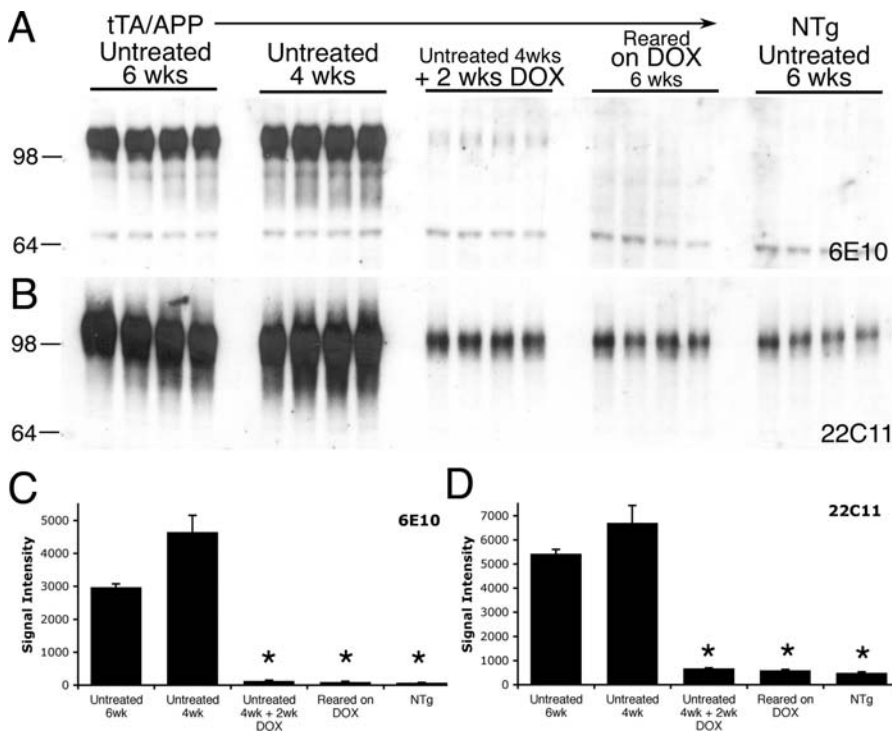 A
tTA/APP
Untreated
6 wks
Untreated
4 wks
Untreated 4wks
+ 2 wks DOX
Reared
on DOX
6 wks
NTg
Untreated
6 wks
98
64
6E10
B
98
64
22C11
C
6E10
Signal Intensity
5000
4000
3000
2000
1000
0
*
*
*
Untreated
6wk
Untreated
4wk
Untreated
4wk + 2wk
DOX
Reared on
DOX
NTg
D
22C11
Signal Intensity
7000
6000
5000
4000
3000
2000
1000
0
*
*
*
Untreated
6wk
Untreated
4wk
Untreated
4wk + 2wk
DOX
Reared on
DOX
NTg